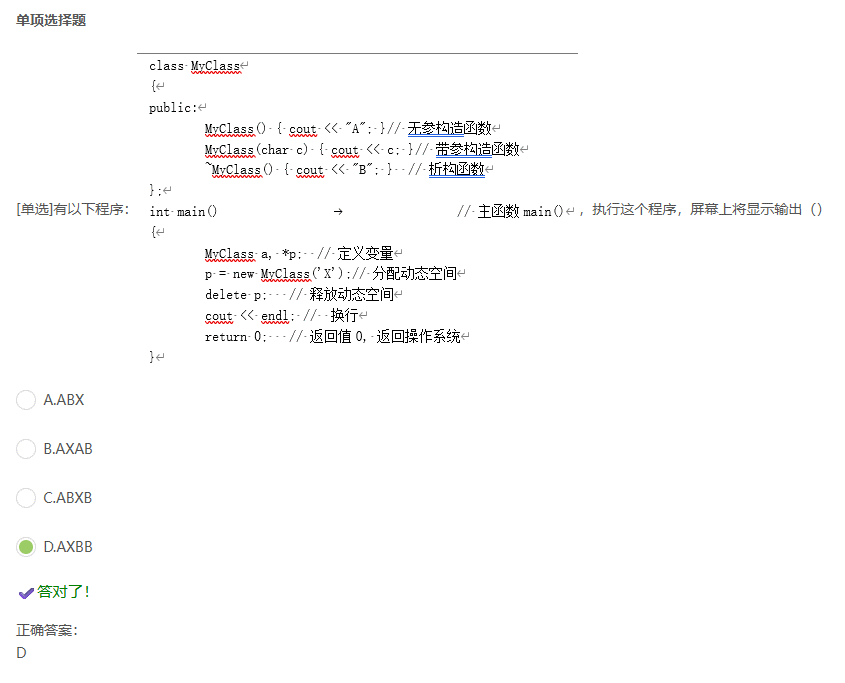 单项选择题
class MyClass↵
{↵
public:↵
MyClass() { cout << "A"; }// 无参构造函数↵
MyClass(char c) { cout << c; }// 带参构造函数↵
~MyClass() { cout << "B"; } // 析构函数↵
};↵
[单选]有以下程序: int main() → // 主函数 main()↵ ，执行这个程序，屏幕上将显示输出（）
{↵
MyClass a, *p; // 定义变量↵
p = new MyClass('X');// 分配动态空间↵
delete p; // 释放动态空间↵
cout << endl; // 换行↵
return 0; // 返回值 0, 返回操作系统↵
}↵
A.ABX
B.AXAB
C.ABXB
D.AXBB
答对了!
正确答案:
D